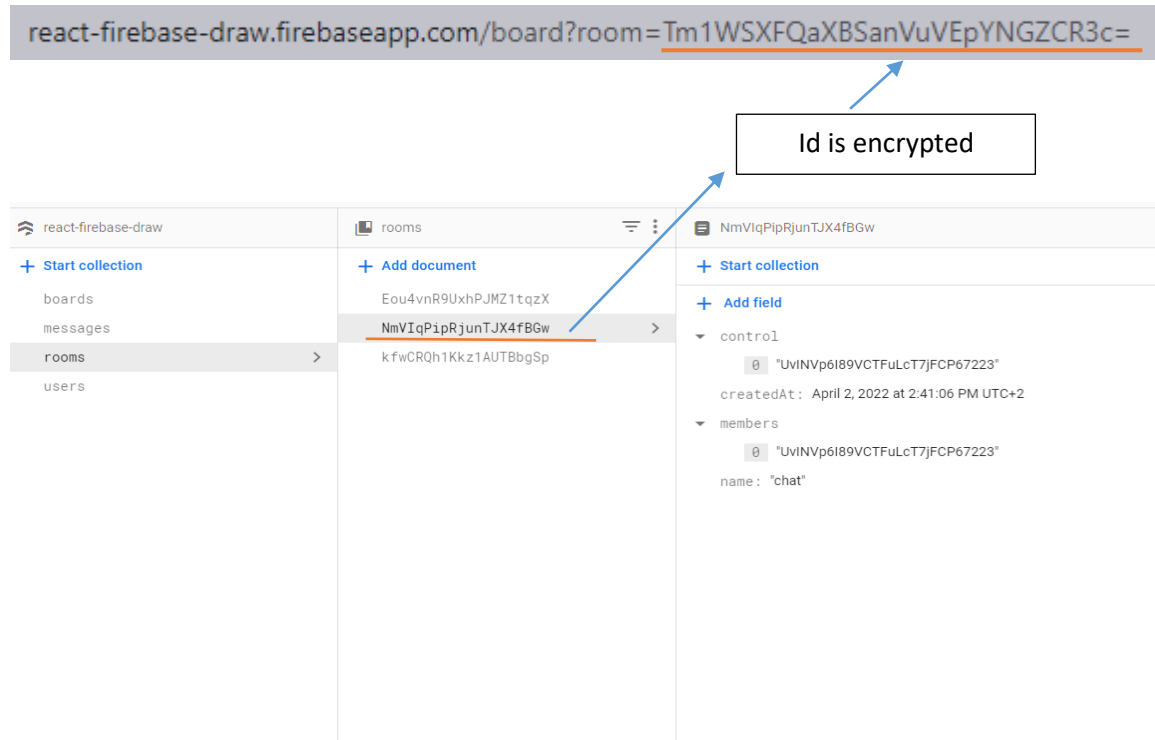 react-firebase-draw.firebaseapp.com/board?room=Tm1WSXFQaXBSanVuVEpYNGZCR3c=
Id is encrypted
react-firebase-draw
+ Start collection
boards
messages
rooms
users
rooms
+ Add document
Eou4vnR9UxhPJMZ1tqzX
NmVIqPipRjunTJX4fBGw
kfwCRQh1Kkz1AUTBbgSp
NmVIqPipRjunTJX4fBGw
+ Start collection
+ Add field
control
0 "UvINVp6I89VCTFuLcT7jFCP67223"
createdAt: April 2, 2022 at 2:41:06 PM UTC+2
members
0 "UvINVp6I89VCTFuLcT7jFCP67223"
name: "chat"